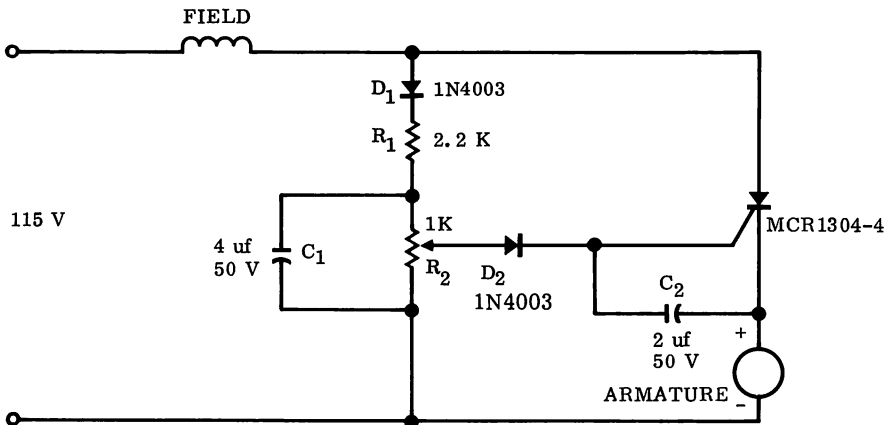 FIELD
D1 1N4003
R1 2.2 K
115 V
4 uf
50 V
C1
1K
R2
D2
1N4003
MCR1304-4
C2
2 uf
50 V
+
ARMATURE
-